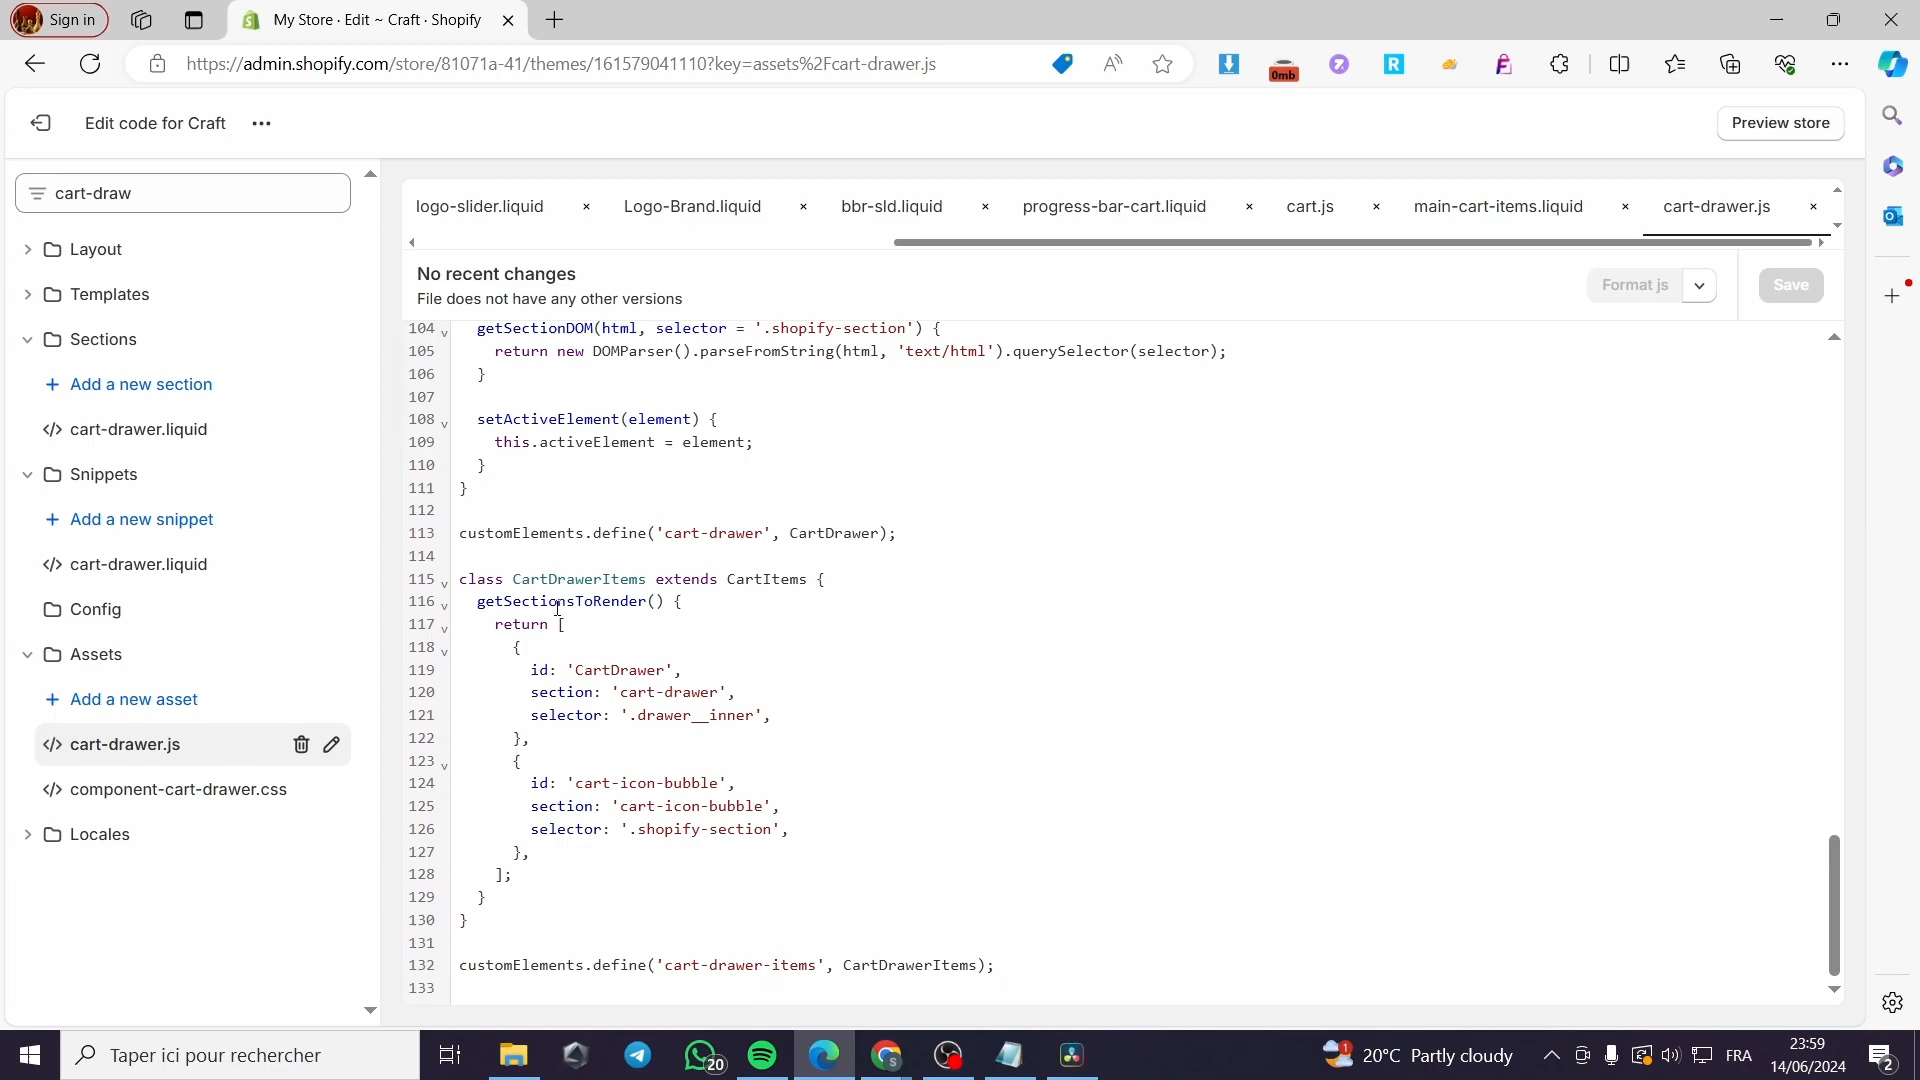 Sign in
My Store · Edit ~ Craft · Shopify
https://admin.shopify.com/store/81071a-41/themes/161579041110?key=assets%2Fcart-drawer.js
0mb
Edit code for Craft
Preview store
cart-draw
Layout
Templates
Sections
Add a new section
cart-drawer.liquid
Snippets
Add a new snippet
cart-drawer.liquid
Config
Assets
Add a new asset
cart-drawer.js
component-cart-drawer.css
Locales
logo-slider.liquid × Logo-Brand.liquid × bbr-sld.liquid × progress-bar-cart.liquid × cart.js × main-cart-items.liquid × cart-drawer.js ×
No recent changes
File does not have any other versions
Format js
Save
104 getSectionDOM(html, selector = '.shopify-section') {
105 return new DOMParser().parseFromString(html, 'text/html').querySelector(selector);
106 }
107
108 setActiveElement(element) {
109 this.activeElement = element;
110 }
111 }
112
113 customElements.define('cart-drawer', CartDrawer);
114
115 class CartDrawerItems extends CartItems {
116 getSectionsToRender() {
117 return [
118 {
119 id: 'CartDrawer',
120 section: 'cart-drawer',
121 selector: '.drawer__inner',
122 },
123 {
124 id: 'cart-icon-bubble',
125 section: 'cart-icon-bubble',
126 selector: '.shopify-section',
127 },
128 ];
129 }
130 }
131
132 customElements.define('cart-drawer-items', CartDrawerItems);
133
Taper ici pour rechercher
20
20°C Partly cloudy
FRA
23:59
14/06/2024
2